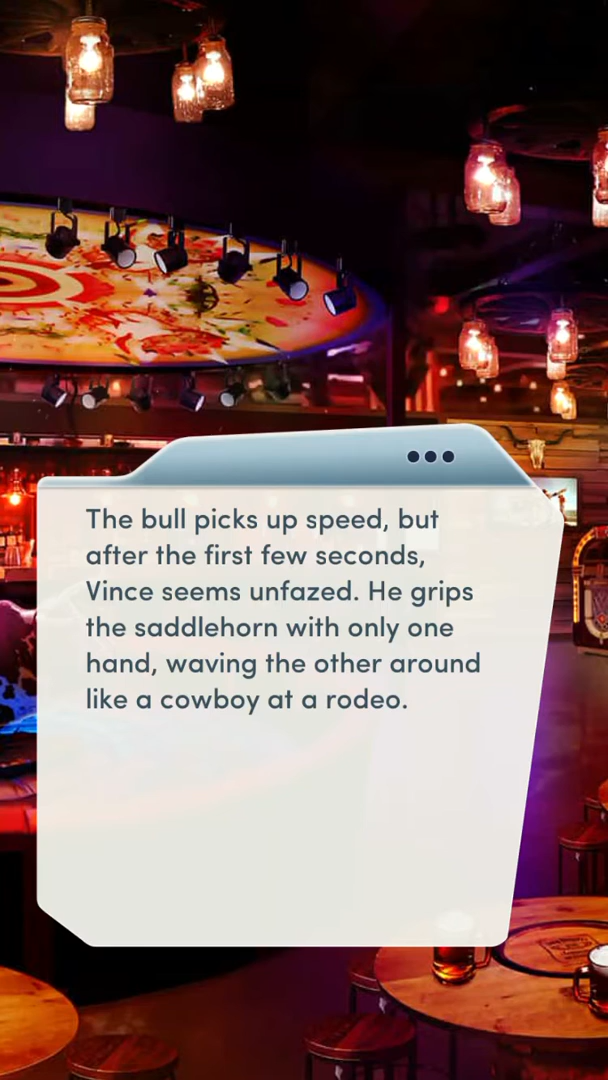 The bull picks up speed, but
after the first few seconds,
Vince seems unfazed. He grips
the saddlehorn with only one
hand, waving the other around
like a cowboy at a rodeo.